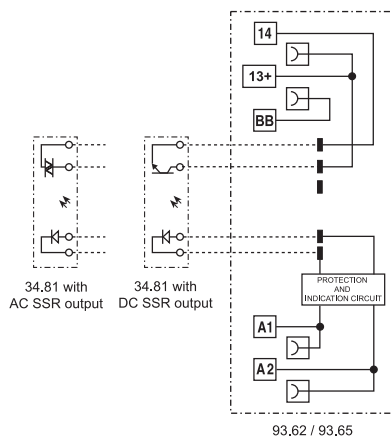 14
13+
BB
34.81 with
AC SSR output
34.81 with
DC SSR output
PROTECTION
AND
INDICATION CIRCUIT
A1
A2
93.62 / 93.65